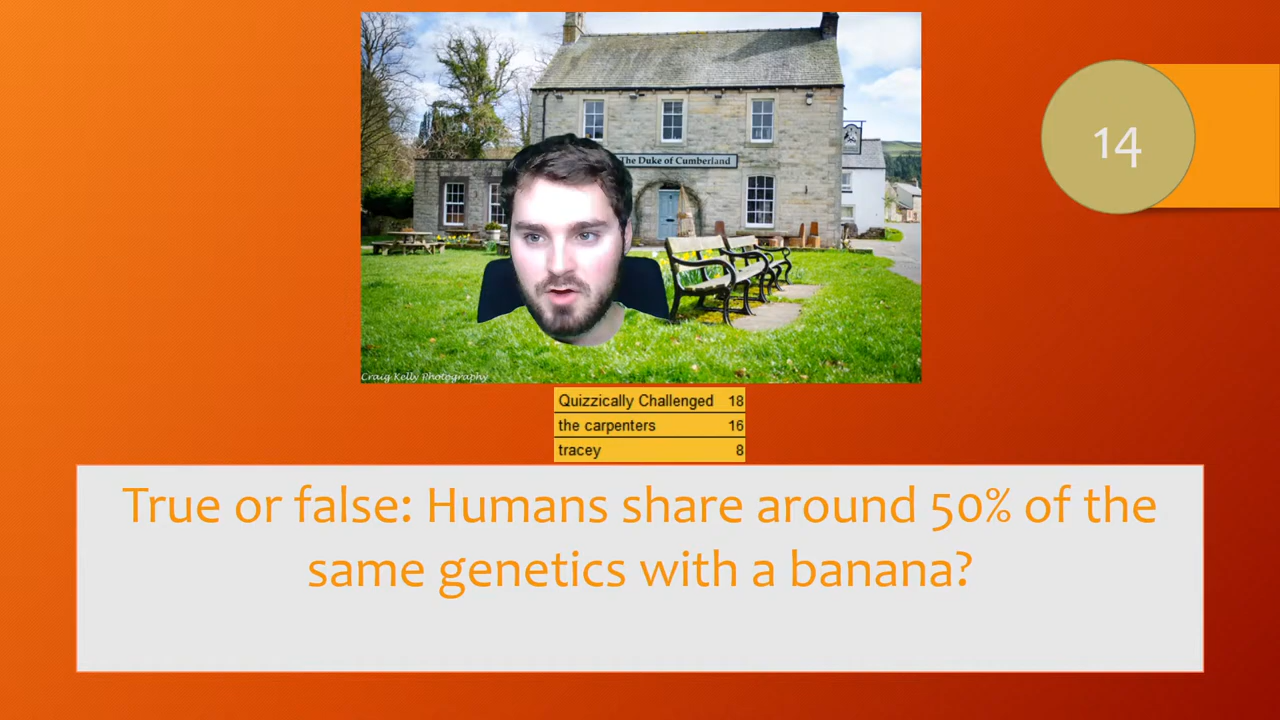 14
The Duke of Cumberland
Craig Kelly Photography
Quizzically Challenged 18
the carpenters 16
tracey 8
True or false: Humans share around 50% of the
same genetics with a banana?